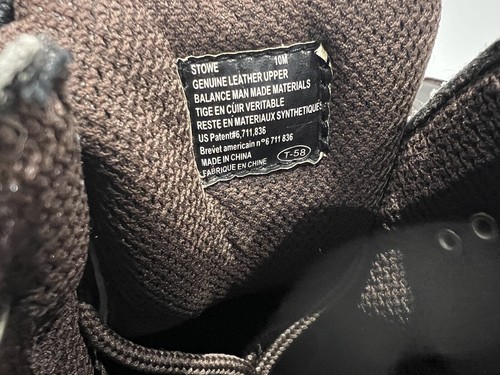 STOWE 10M
GENUINE LEATHER UPPER
BALANCE MAN MADE MATERIALS
TIGE EN CÜIR VERITABLE
RESTE EN MATERIAUX SYNTHETIQUES
US Patent#6,711,836
Brevet americain n° 6 711 836
MADE IN CHINA
FABRIQUE EN CHINE T-58